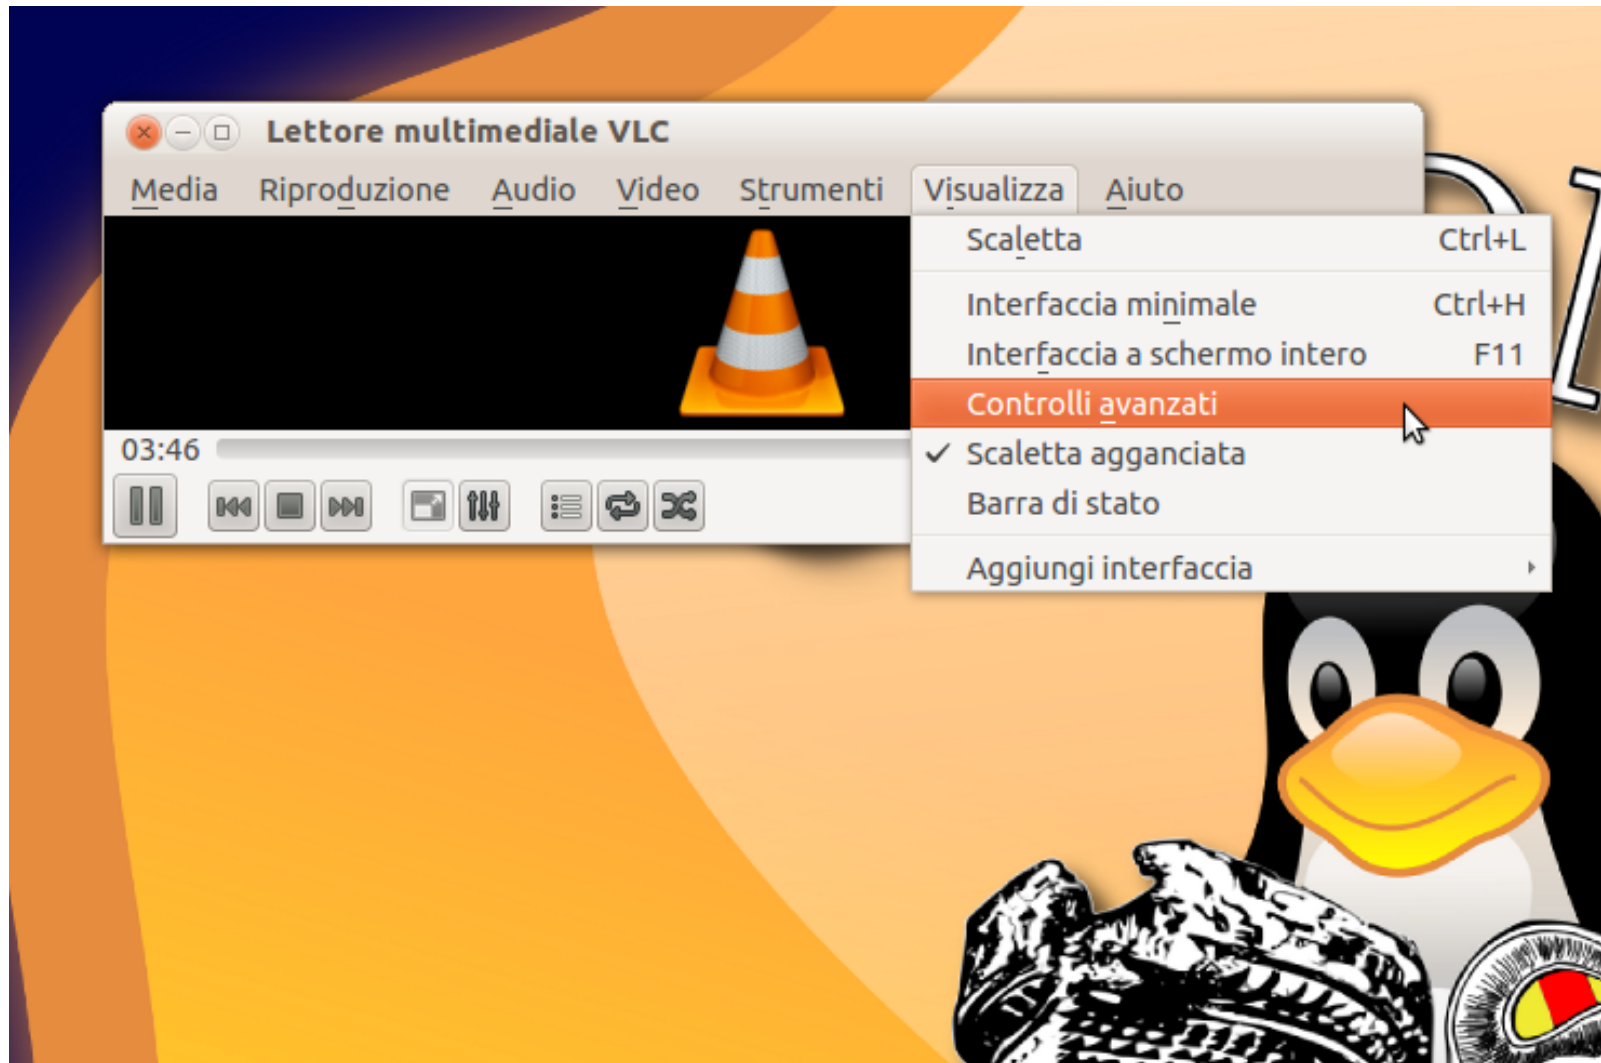 Lettore multimediale VLC
Media Riproduzione Audio Video Strumenti Visualizza Aiuto
Scaletta Ctrl+L
Interfaccia minimale Ctrl+H
Interfaccia a schermo intero F11
Controlli avanzati
03:46
Scaletta agganciata
Barra di stato
Aggiungi interfaccia